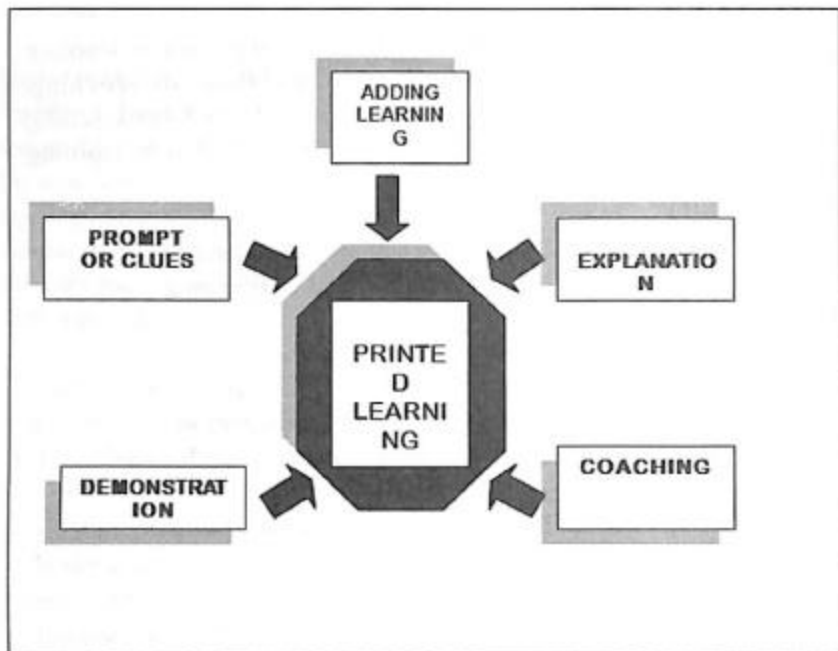 ADDING
LEARNIN
G
PROMPT
OR CLUES
EXPLANATIO
N
PRINTE
D
LEARNI
NG
DEMONSTRAT
ION
COACHING